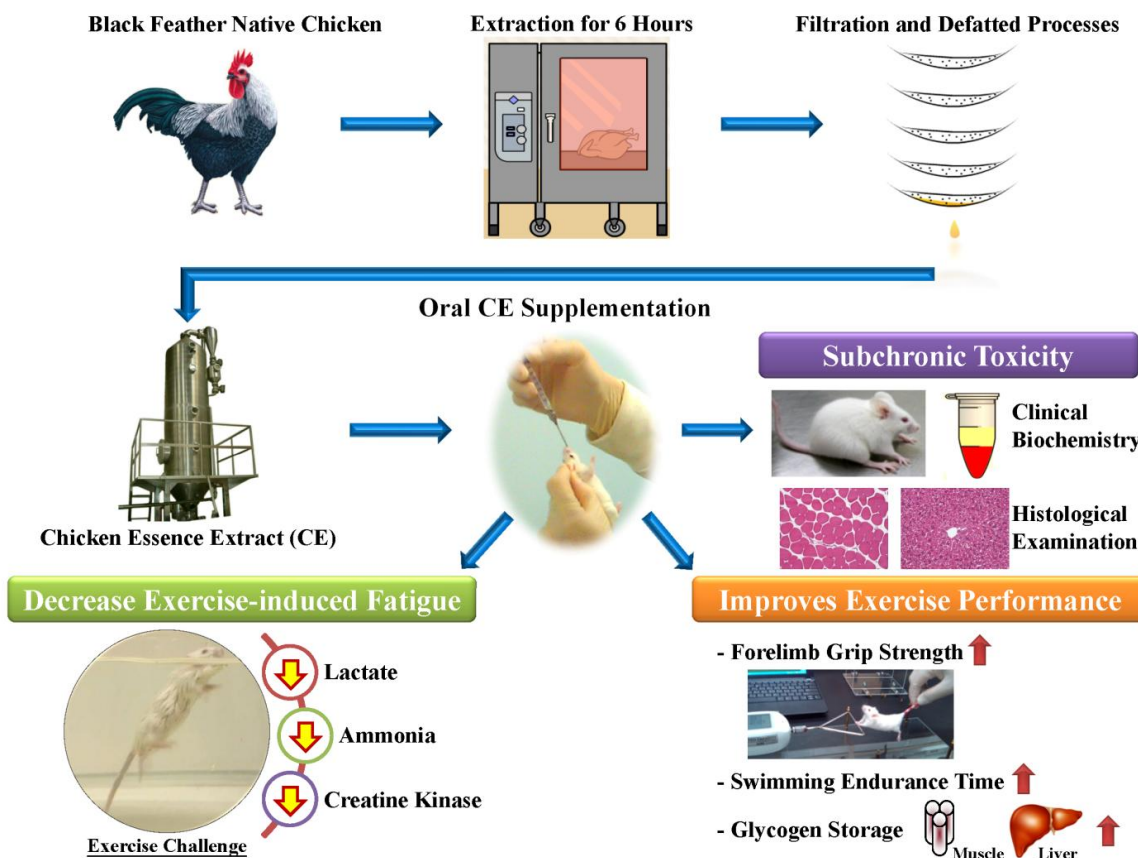 Black Feather Native Chicken
Extraction for 6 Hours
Filtration and Defatted Processes
Oral CE Supplementation
Chicken Essence Extract (CE)
Subchronic Toxicity
Clinical
Biochemistry
Histological
Examination
Decrease Exercise-induced Fatigue
Lactate
Ammonia
Creatine Kinase
Exercise Challenge
Improves Exercise Performance
- Forelimb Grip Strength
- Swimming Endurance Time
- Glycogen Storage
Muscle
Liver